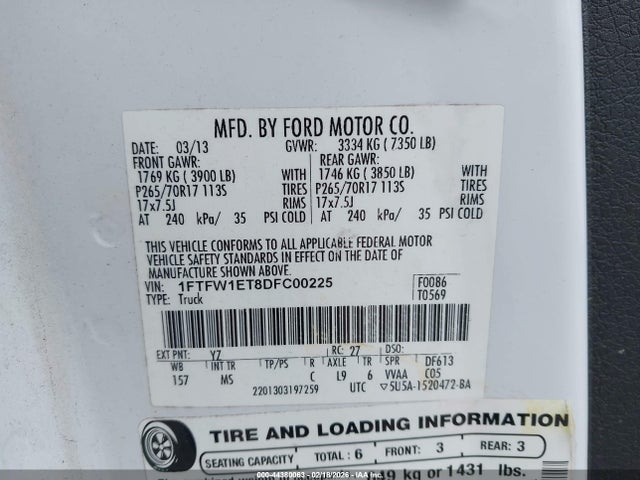 MFD. BY FORD MOTOR CO.
DATE: 03/13 GVWR: 3334 KG ( 7350 LB)
FRONT GAWR: REAR GAWR:
1769 KG ( 3900 LB) 1746 KG ( 3850 LB)
P265/70R17 113S TIRES P265/70R17 113S TIRES
17x7.5J RIMS 17x7.5J RIMS
AT 240 kPa/ 35 PSI COLD AT 240 kPa/ 35 PSI COLD
THIS VEHICLE CONFORMS TO ALL APPLICABLE FEDERAL MOTOR
VEHICLE SAFETY STANDARDS IN EFFECT ON THE DATE OF
MANUFACTURE SHOWN ABOVE.
VIN: 1FTFW1ET8DFC00225 F0086
TYPE: Truck T0569
EXT PNT: YZ RC: 27 DSO:
WB INT TR TP/PS R AXLE TR SPR DF613
157 MS C L9 6 VVAA C05
2201303197259 UTC ▽5U5A-1520472-BA
TIRE AND LOADING INFORMATION
SEATING CAPACITY TOTAL : 6 FRONT: 3 REAR: 3
kg or 1431 lbs.
000-44380063 - 02/18/2026 - IAAI.COM